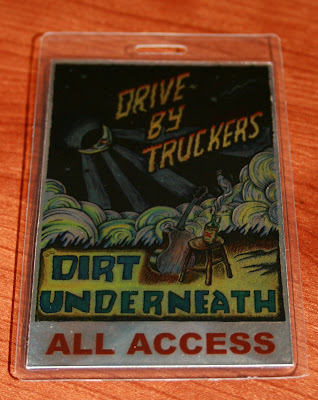 DRIVE-
BY
TRUCKERS
DIRT
UNDERNEATH
ALL ACCESS